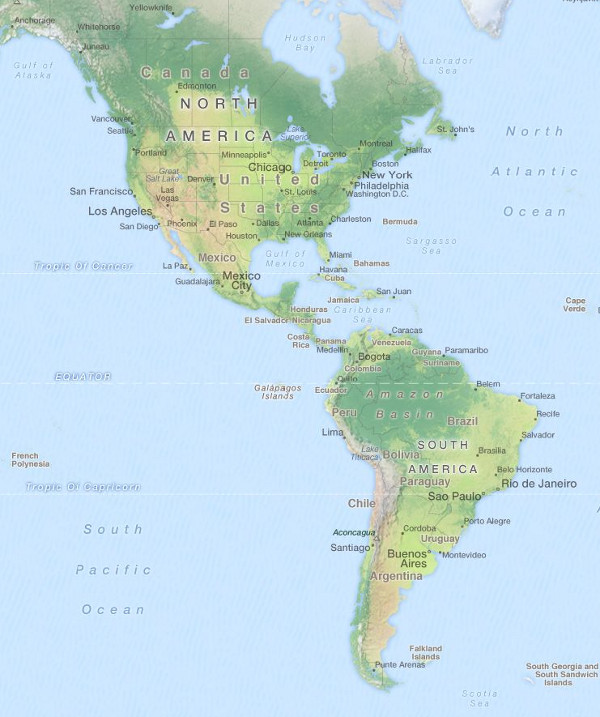 Yellowknife
Anchorage
Whitehorse
Juneau
Hudson
Bay
Gulf of
Alaska
Labrador
Sea
Canada
Edmonton
NORTH
AMERICA
Vancouver
Seattle
St. John's
North
Atlantic
Ocean
Lake
Superior
Montreal
Halifax
Portland
Minneapolis
Toronto
Boston
Detroit
Chicago
New York
Great
Salt Lake
Denver
United
States
Philadelphia
San Francisco
Las
Vegas
St. Louis
Washington D.C.
Los Angeles
Phoenix
El Paso
Dallas
Atlanta
Charleston
Bermuda
San Diego
Houston
New Orleans
Sargasso
Sea
Mexico
Gulf of
Mexico
Miami
Bahamas
Tropic Of Cancer
La Paz
Havana
Cuba
Guadalajara
Mexico
City
San Juan
Jamaica
Cape
Verde
Honduras
Caribbean
Sea
El Salvador
Nicaragua
Costa
Rica
Panama
Caracas
Venezuela
Medellin
Bogota
Guyana
Paramaribo
Suriname
Colombia
EQUATOR
Quito
Galápagos
Islands
Ecuador
Belem
Amazon
Basin
Fortaleza
Peru
Brazil
Recife
Lima
SOUTH
AMERICA
Salvador
Lake
Titicaca
Bolivia
Brasilia
French
Polynesia
Belo Horizonte
Paraguay
Rio de Janeiro
Tropic Of Capricorn
Sao Paulo
Chile
South
Pacific
Ocean
Aconcagua
Cordoba
Porto Alegre
Uruguay
Santiago
Buenos
Aires
Montevideo
Argentina
Falkland
Islands
Punte Arenas
South Georgia and
South Sandwich
Islands
Scotia
Sea